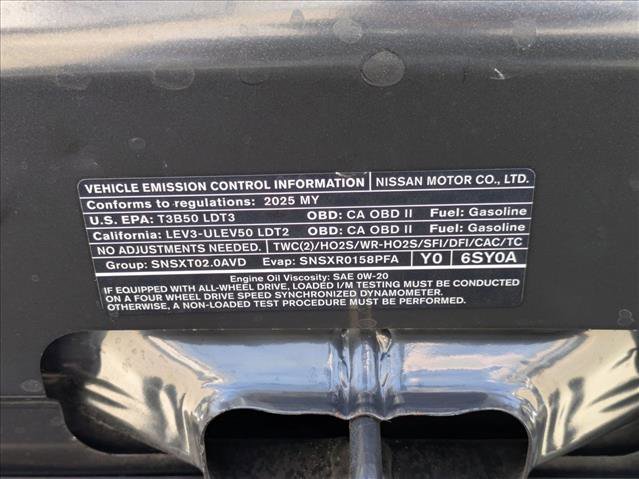 VEHICLE EMISSION CONTROL INFORMATION NISSAN MOTOR CO., LTD.
Conforms to regulations: 2025 MY
U.S. EPA: T3B50 LDT3 OBD: CA OBD II Fuel: Gasoline
California: LEV3-ULEV50 LDT2 OBD: CA OBD II Fuel: Gasoline
NO ADJUSTMENTS NEEDED. TWC(2)/HO2S/WR-HO2S/SFI/DFI/CAC/TC
Group: SNSXT02.0AVD Evap: SNSXR0158PFA Y0 6SY0A
Engine Oil Viscosity: SAE 0W-20
IF EQUIPPED WITH ALL-WHEEL DRIVE, LOADED I/M TESTING MUST BE CONDUCTED
ON A FOUR WHEEL DRIVE SPEED SYNCHRONIZED DYNAMOMETER.
OTHERWISE, A NON-LOADED TEST PROCEDURE MUST BE PERFORMED.